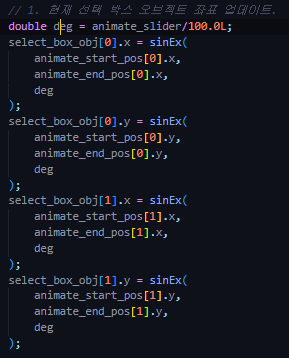 // 1. 현재 선택 박스 오브젝트 좌표 업데이트.
double deg = animate_slider/100.0L;
select_box_obj[0].x = sinEx(
    animate_start_pos[0].x,
    animate_end_pos[0].x,
    deg
);
select_box_obj[0].y = sinEx(
    animate_start_pos[0].y,
    animate_end_pos[0].y,
    deg
);
select_box_obj[1].x = sinEx(
    animate_start_pos[1].x,
    animate_end_pos[1].x,
    deg
);
select_box_obj[1].y = sinEx(
    animate_start_pos[1].y,
    animate_end_pos[1].y,
    deg
);